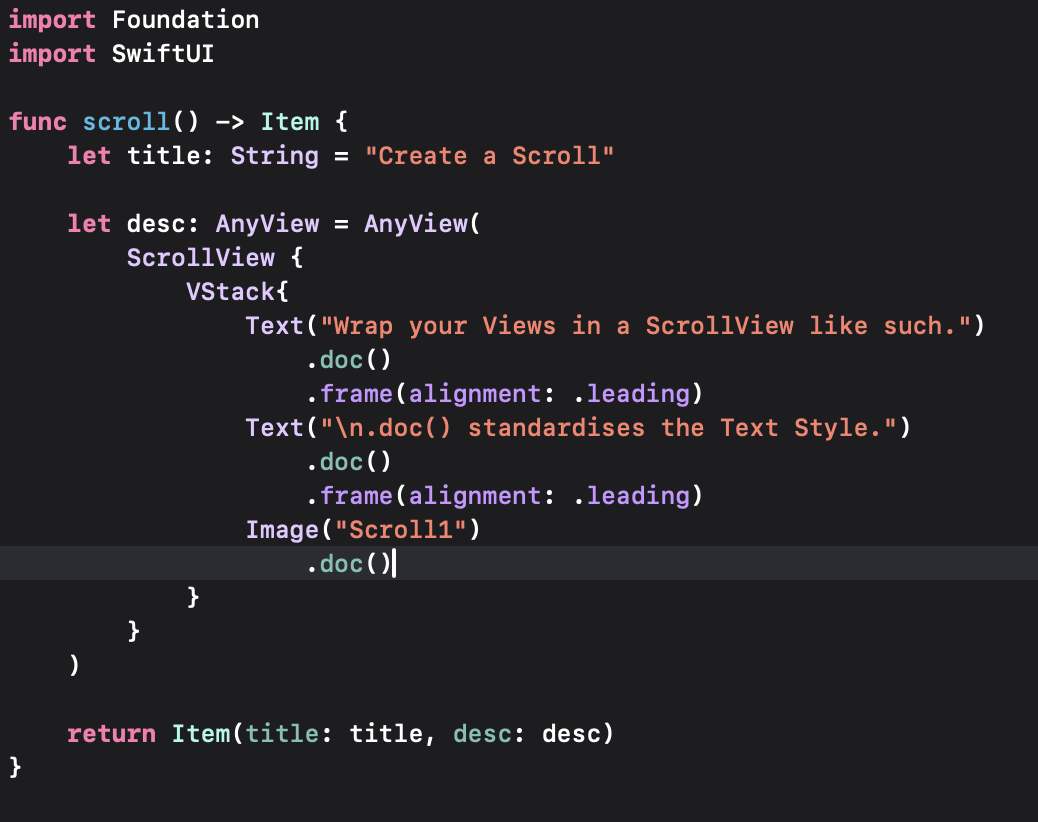 import Foundation
import SwiftUI

func scroll() -> Item {
    let title: String = "Create a Scroll"

    let desc: AnyView = AnyView(
        ScrollView {
            VStack{
                Text("Wrap your Views in a ScrollView like such.")
                    .doc()
                    .frame(alignment: .leading)
                Text("\n.doc() standardises the Text Style.")
                    .doc()
                    .frame(alignment: .leading)
                Image("Scroll1")
                    .doc()
            }
        }
    )

    return Item(title: title, desc: desc)
}